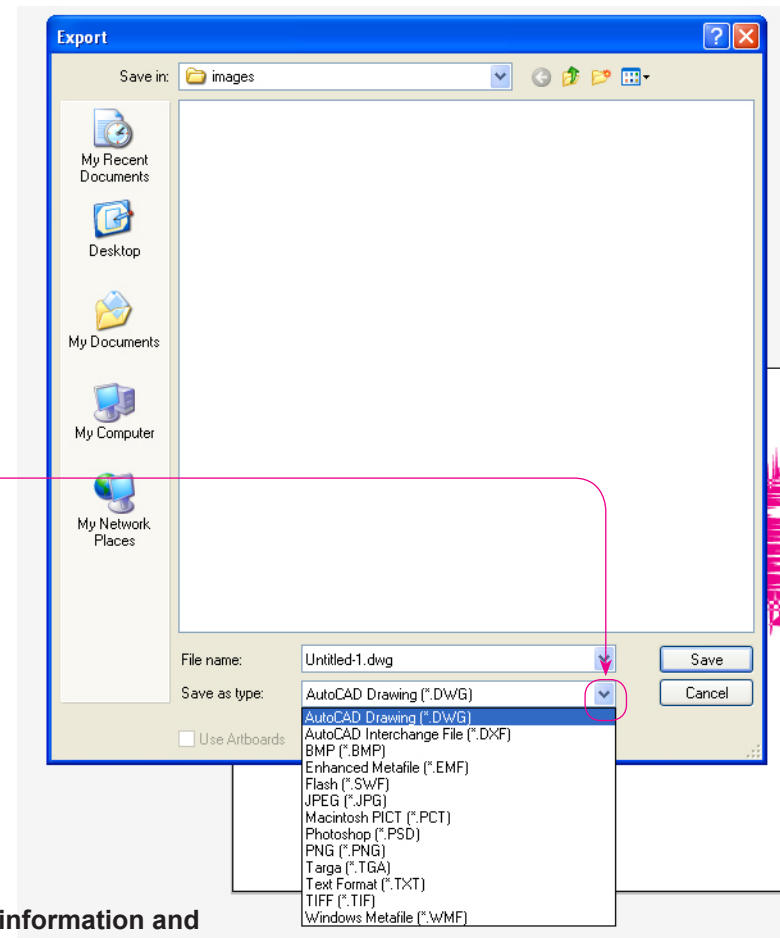 Export
Save in: images
My Recent
Documents
Desktop
My Documents
My Computer
My Network
Places
File name: Untitled-1.dwg Save
Save as type: AutoCAD Drawing (*.DWG) Cancel
Use Artboards
AutoCAD Drawing (*.DWG)
AutoCAD Interchange File (*.DXF)
BMP (*.BMP)
Enhanced Metafile (*.EMF)
Flash (*.SWF)
JPEG (*.JPG)
Macintosh PICT (*.PCT)
Photoshop (*.PSD)
PNG (*.PNG)
Targa (*.TGA)
Text Format (*.TXT)
TIFF (*.TIF)
Windows Metafile (*.WMF)
information and